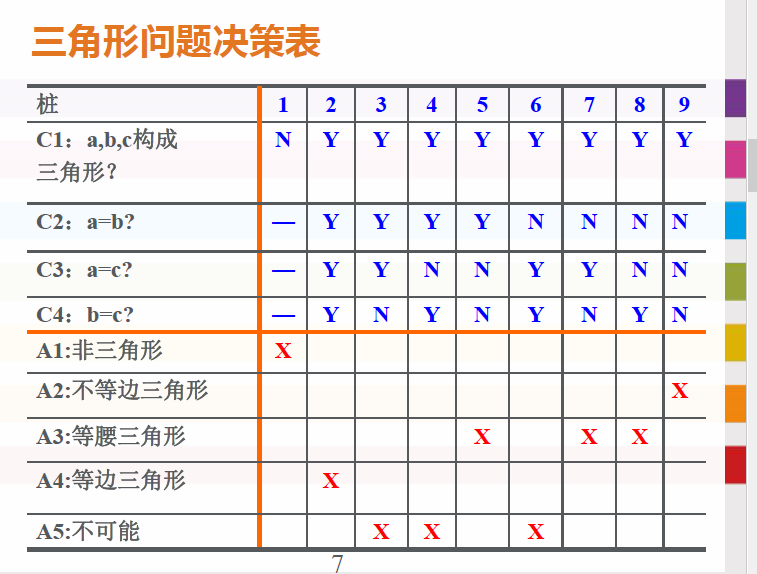 三角形问题决策表
桩 1 2 3 4 5 6 7 8 9
C1：a,b,c构成 N Y Y Y Y Y Y Y Y
三角形？
C2：a=b? — Y Y Y Y N N N N
C3：a=c? — Y Y N N Y Y N N
C4：b=c? — Y N Y N Y N Y N
A1:非三角形 X
A2:不等边三角形 X
A3:等腰三角形 X X X
A4:等边三角形 X
A5:不可能 X X X
7